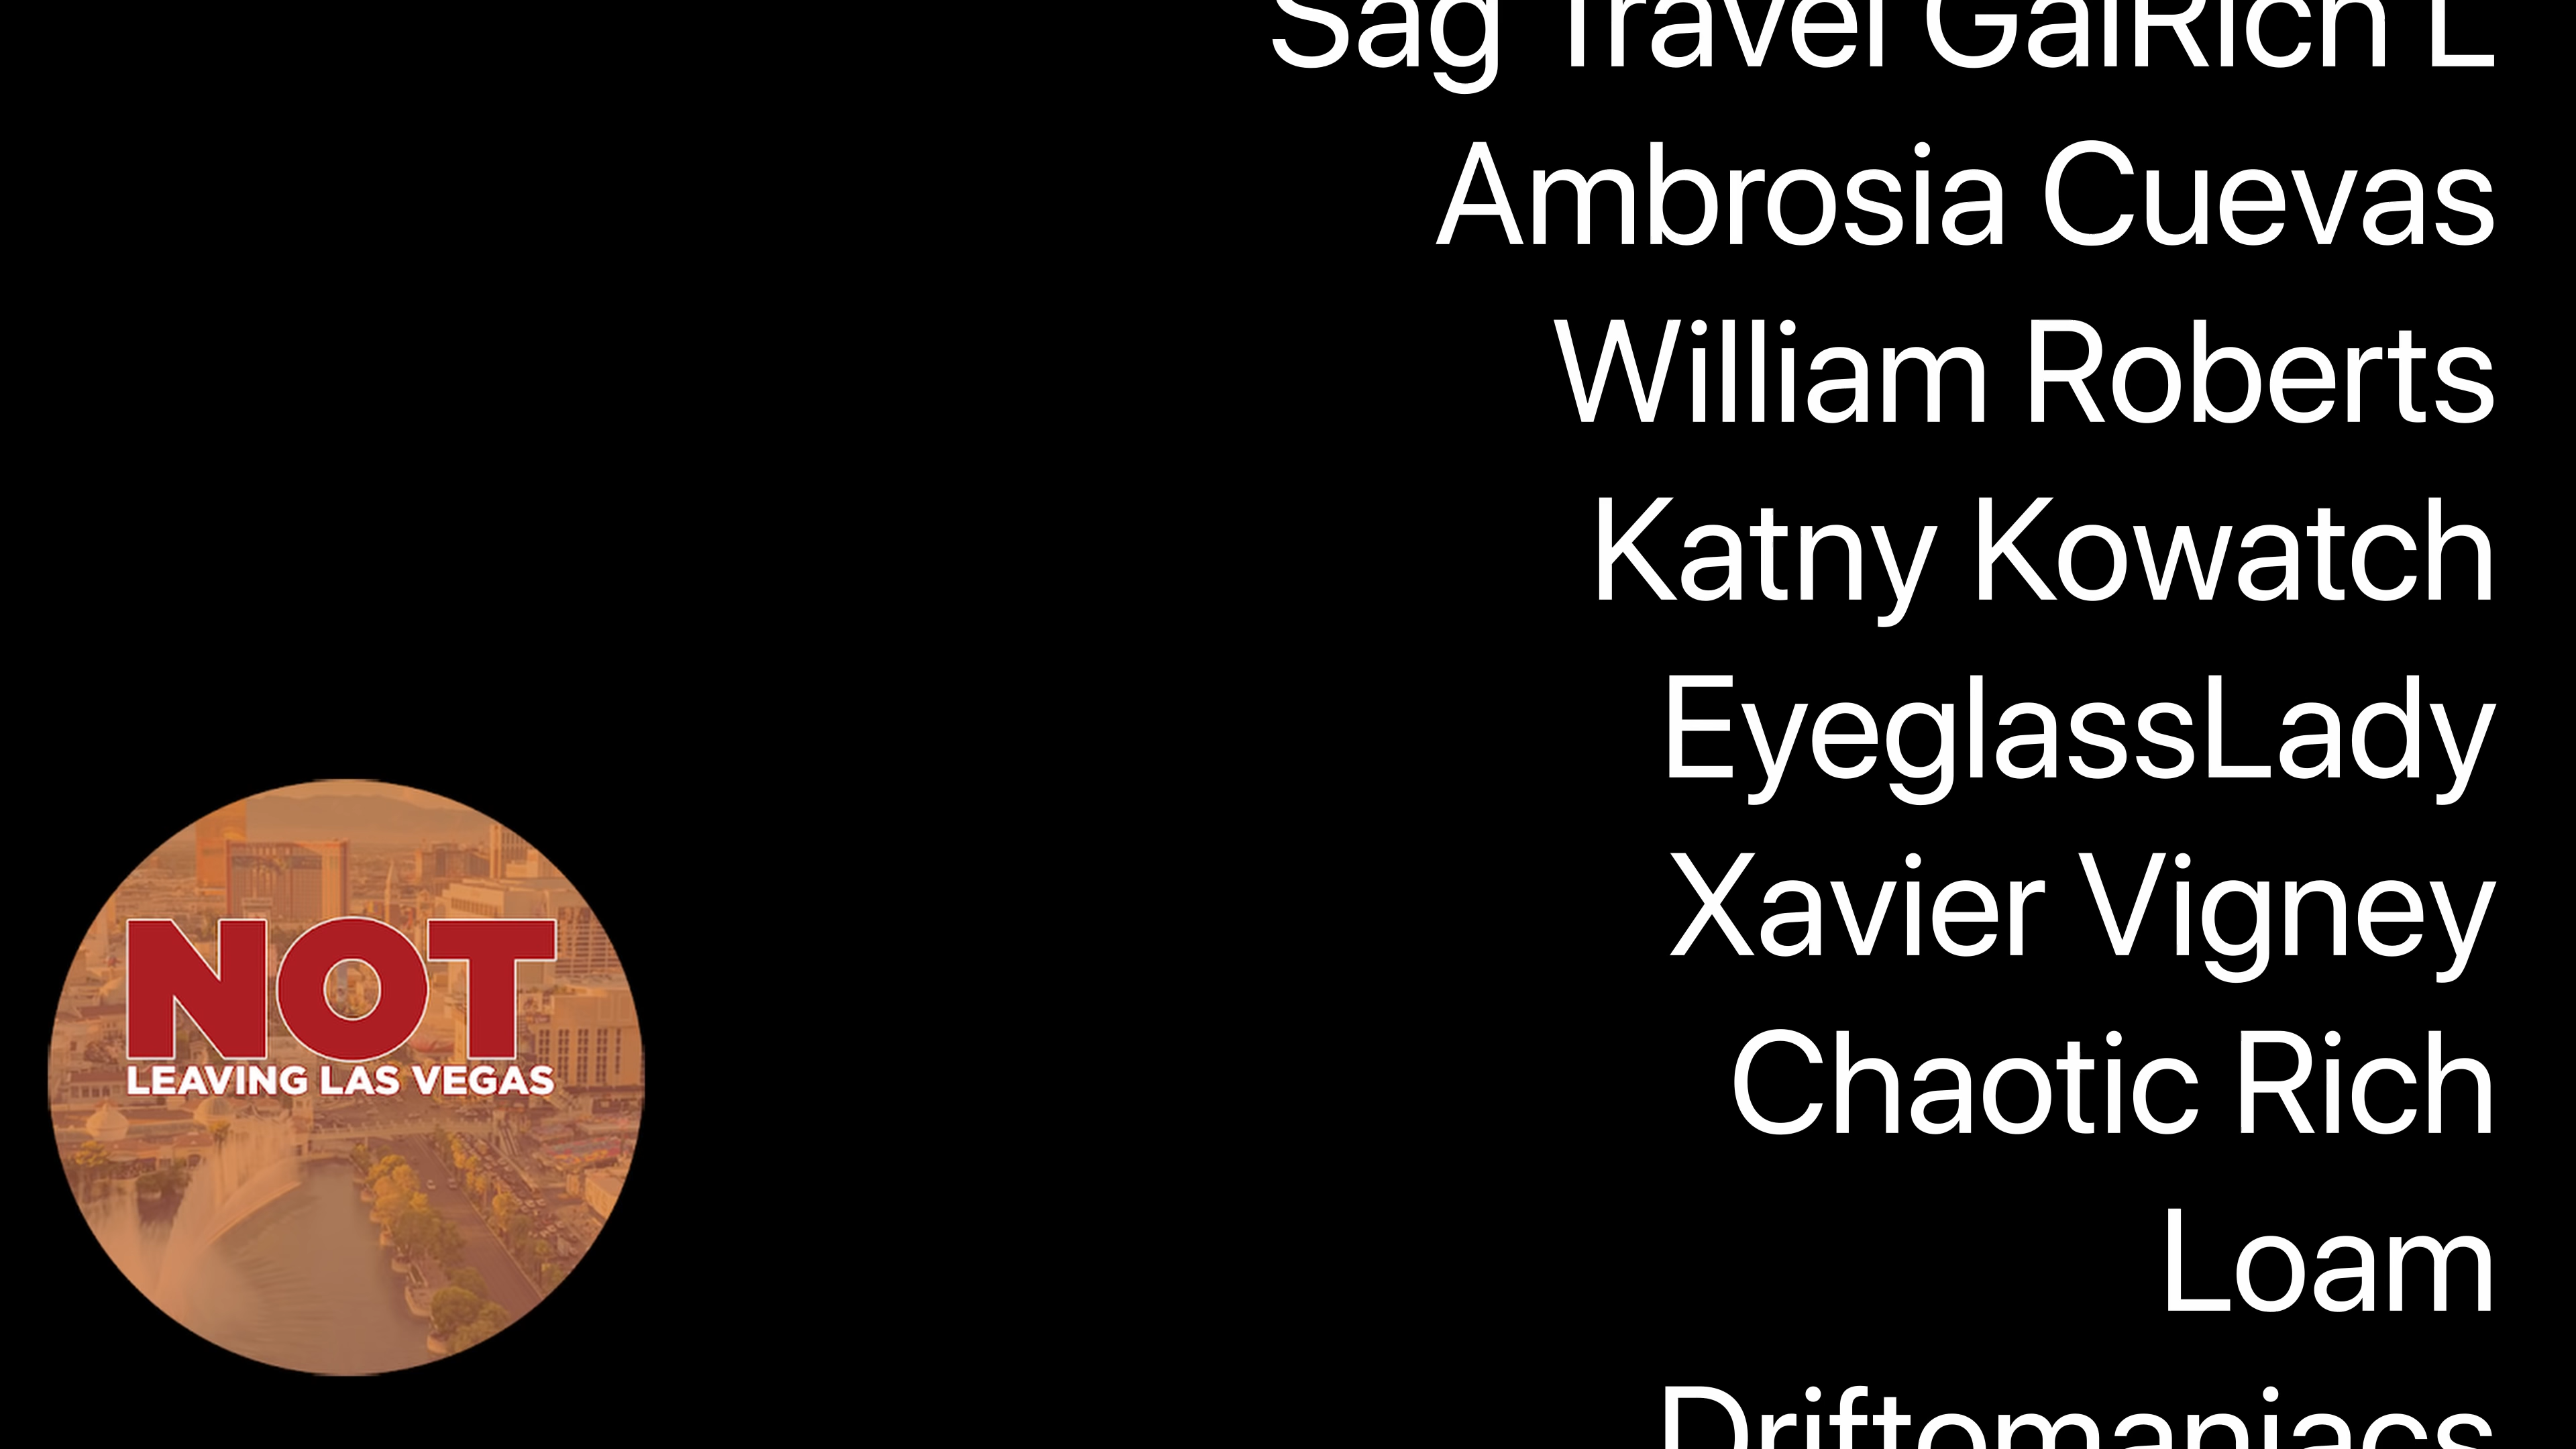 Sag Travel GalRich L
Ambrosia Cuevas
William Roberts
Katny Kowatch
EyeglassLady
Xavier Vigney
Chaotic Rich
Loam
Driftomaniacs
NOT
LEAVING LAS VEGAS